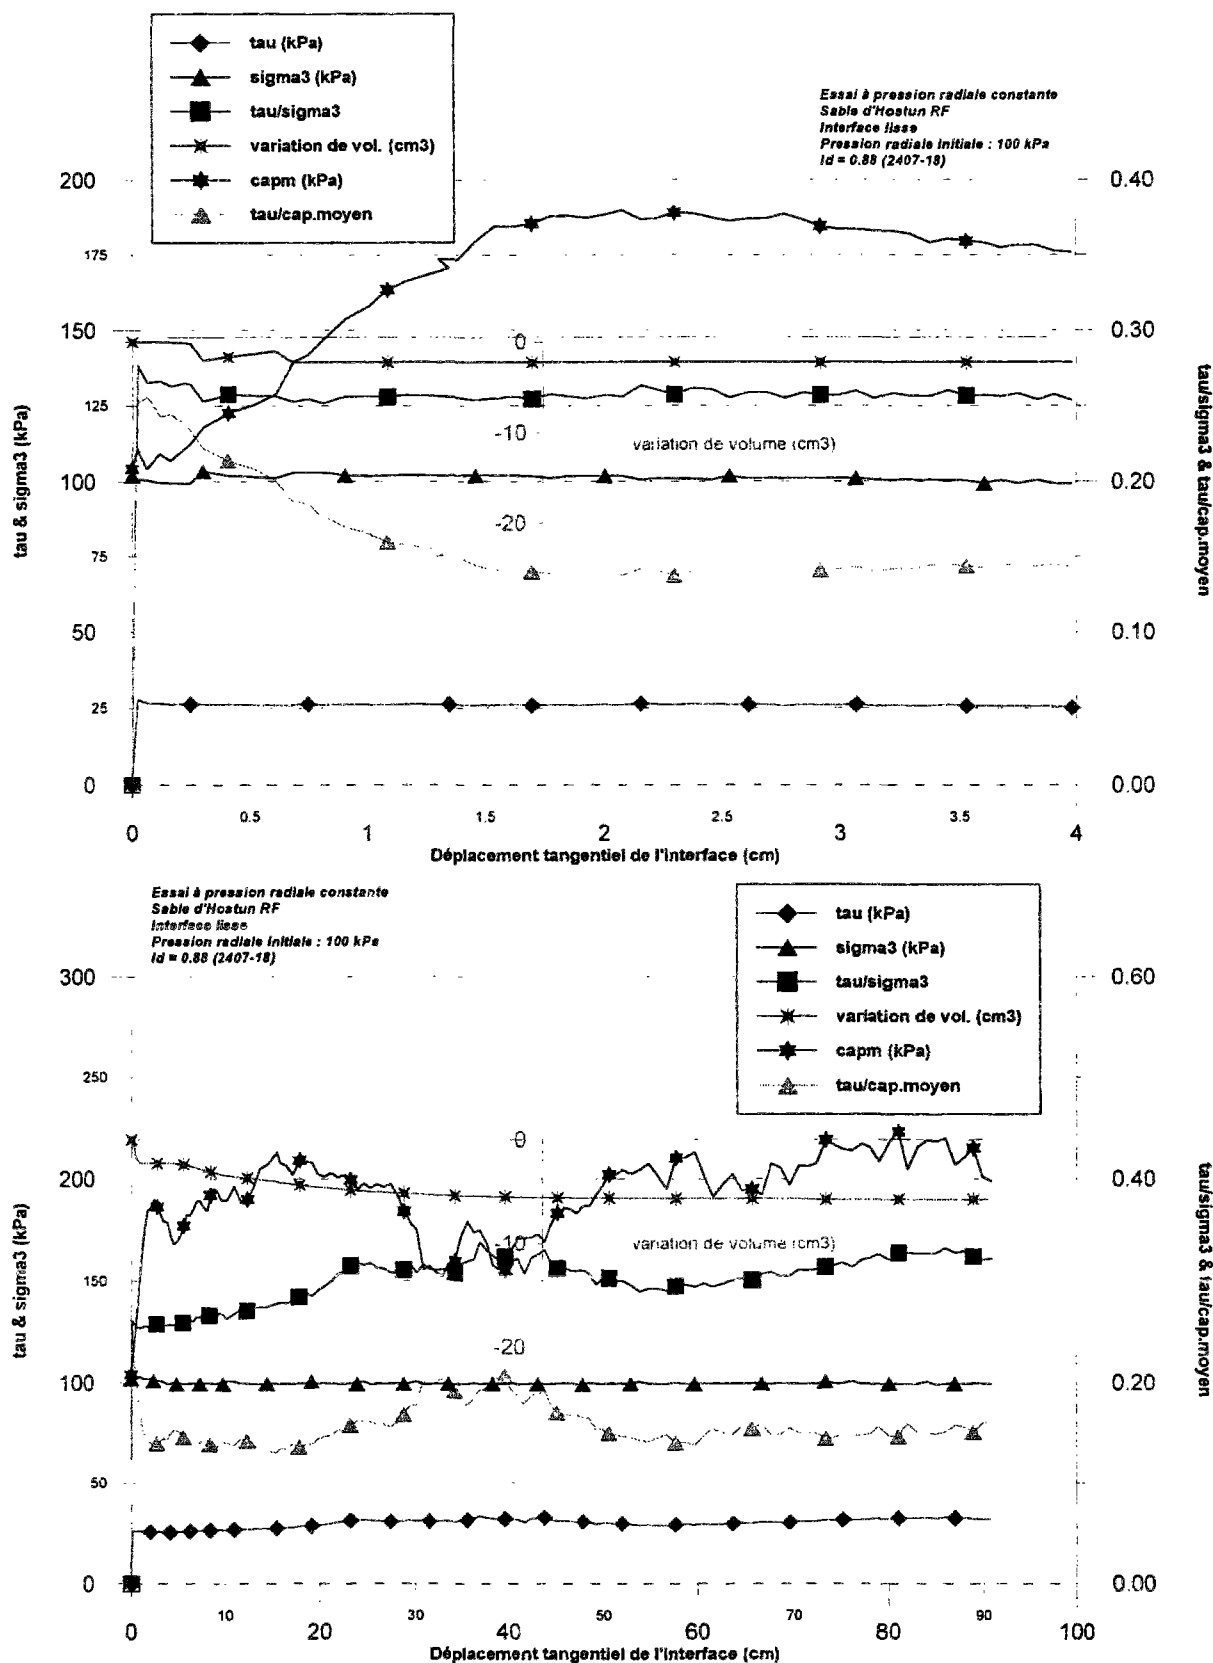 tau (kPa)
sigma3 (kPa)
tau/sigma3
variation de vol. (cm3)
capm (kPa)
tau/cap.moyen
Essai à pression radiale constante
Sable d'Hostun RF
Interface lisse
Pression radiale initiale : 100 kPa
Id = 0.88 (2407-18)
200
175
150
125
100
75
50
25
0
tau & sigma3 (kPa)
0
-10
variation de volume (cm3)
-20
0.40
0.30
0.20
0.10
0.00
tau/sigma3 & tau/cap.moyen
0
0.5
1
1.5
2
2.5
3
3.5
4
Déplacement tangentiel de l'interface (cm)
Essai à pression radiale constante
Sable d'Hostun RF
Interface lisse
Pression radiale initiale : 100 kPa
Id = 0.88 (2407-18)
tau (kPa)
sigma3 (kPa)
tau/sigma3
variation de vol. (cm3)
capm (kPa)
tau/cap.moyen
300
250
200
150
100
50
0
tau & sigma3 (kPa)
0
-10
variation de volume (cm3)
-20
0.60
0.40
0.20
0.00
tau/sigma3 & tau/cap.moyen
0
10
20
30
40
50
60
70
80
90
100
Déplacement tangentiel de l'interface (cm)